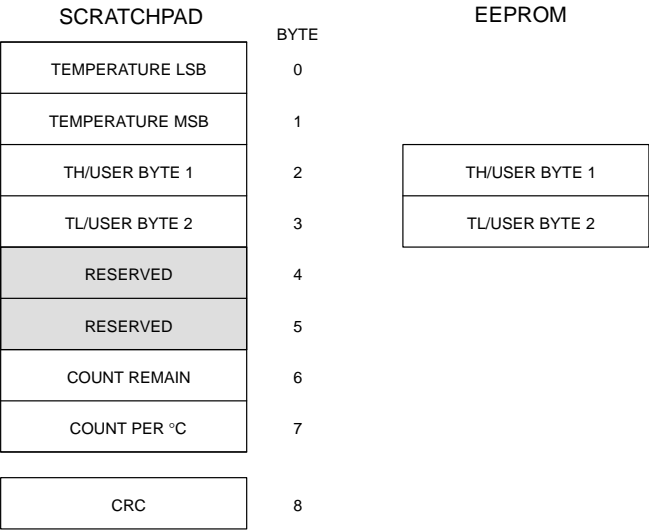 SCRATCHPAD
EEPROM
BYTE
TEMPERATURE LSB 0
TEMPERATURE MSB 1
TH/USER BYTE 1 2 TH/USER BYTE 1
TL/USER BYTE 2 3 TL/USER BYTE 2
RESERVED 4
RESERVED 5
COUNT REMAIN 6
COUNT PER °C 7
CRC 8